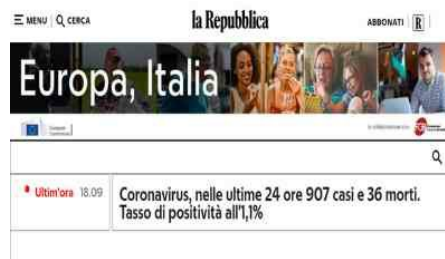 MENU CERCA la Repubblica ABBONATI R
Europa, Italia
Ultim'ora 18.09 Coronavirus, nelle ultime 24 ore 907 casi e 36 morti.
Tasso di positività all'1,1%